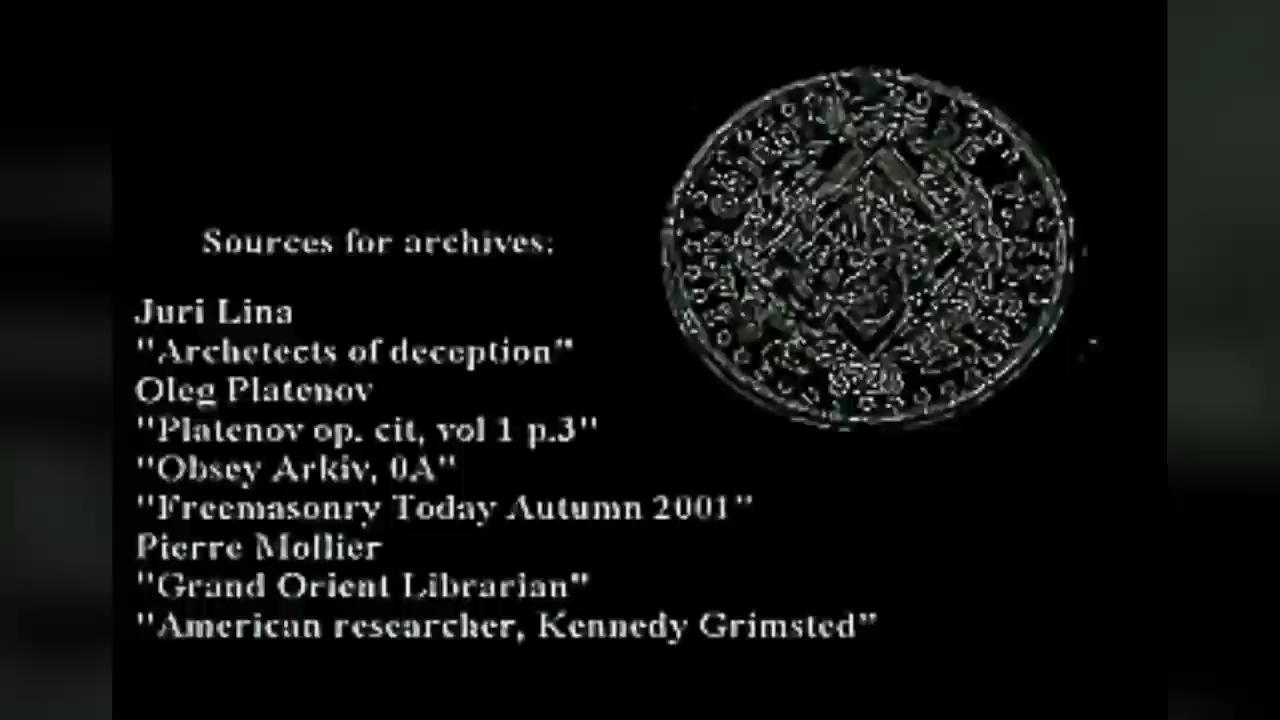 Sources for archives:
Juri Lina
"Archetects of deception"
Oleg Platenov
"Platenov op. cit, vol 1 p.3"
"Obsey Arkiv, 0A"
"Freemasonry Today Autumn 2001"
Pierre Mollier
"Grand Orient Librarian"
"American researcher, Kennedy Grimsted"